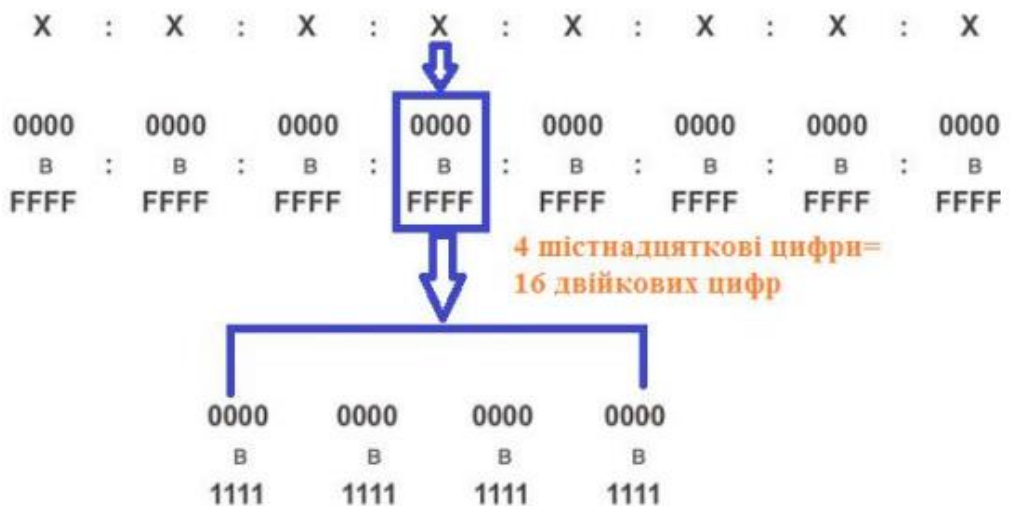 X : X : X : X : X : X : X : X
0000 0000 0000 0000 0000 0000 0000 0000
В : В : В : В : В : В : В : В
FFFF FFFF FFFF FFFF FFFF FFFF FFFF FFFF
4 шістнадцяткові цифри=
16 двійкових цифр
0000 0000 0000 0000
В В В В
1111 1111 1111 1111